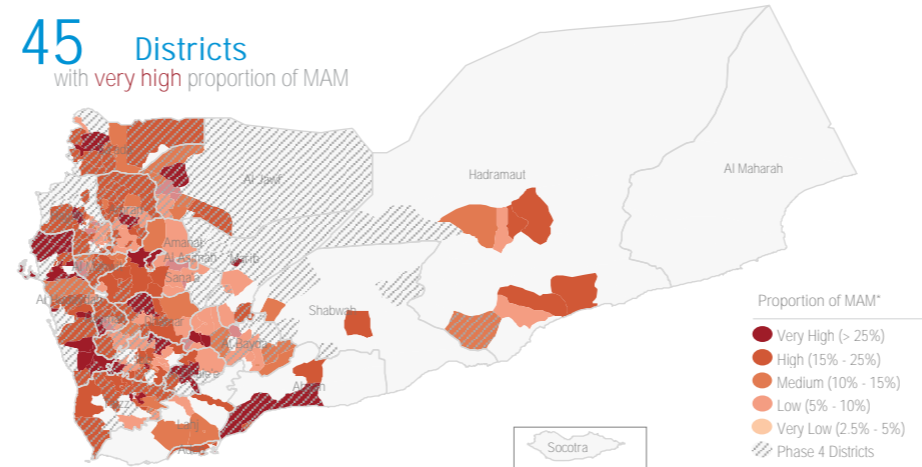 45 Districts
with very high proportion of MAM
Al Jawf
Hadramaut
Al Maharah
Amanat
Al Asimah
Marib
Sana'a
Shabwah
Al Bayda
Abyan
Lahj
Socotra
Proportion of MAM*
Very High (> 25%)
High (15% - 25%)
Medium (10% - 15%)
Low (5% - 10%)
Very Low (2.5% - 5%)
Phase 4 Districts